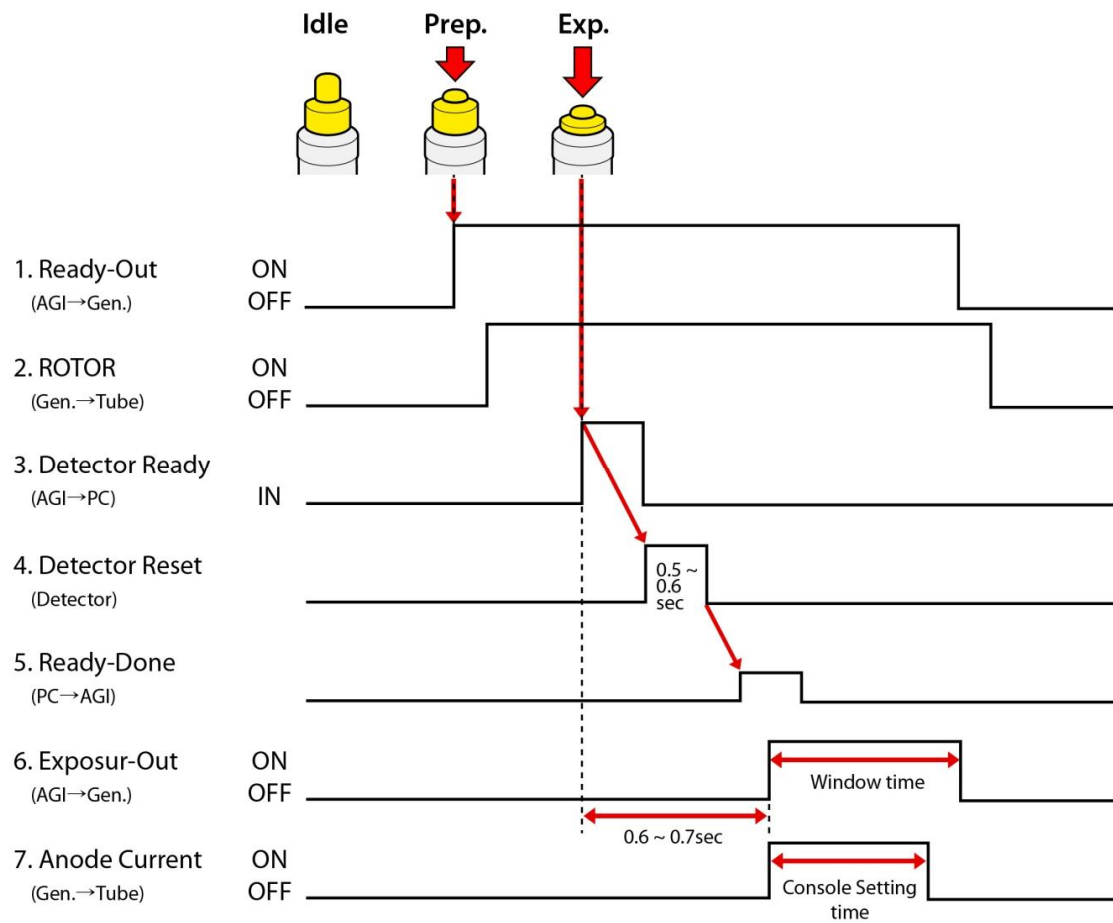 Idle Prep. Exp.
1. Ready-Out ON
(AGI→Gen.) OFF
2. ROTOR ON
(Gen.→Tube) OFF
3. Detector Ready
(AGI→PC) IN
4. Detector Reset
(Detector)
0.5 ~
0.6
sec
5. Ready-Done
(PC→AGI)
6. Exposur-Out ON
(AGI→Gen.) OFF
Window time
0.6 ~ 0.7sec
7. Anode Current ON
(Gen.→Tube) OFF
Console Setting
time